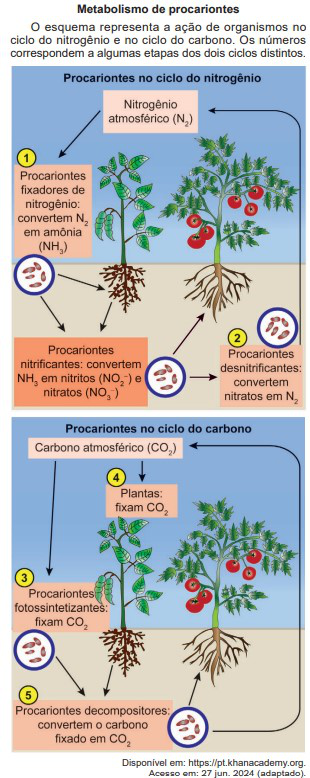 Metabolismo de procariontes
O esquema representa a ação de organismos no
ciclo do nitrogênio e no ciclo do carbono. Os números
correspondem a algumas etapas dos dois ciclos distintos.
Procariontes no ciclo do nitrogênio
Nitrogênio
atmosférico (N₂)
1
Procariontes
fixadores de
nitrogênio:
convertem N₂
em amônia
(NH₃)
2
Procariontes
nitrificantes: convertem
NH₃ em nitritos (NO₂⁻) e
nitratos (NO₃⁻)
Procariontes
desnitrificantes:
convertem
nitratos em N₂
Procariontes no ciclo do carbono
Carbono atmosférico (CO₂)
4
Plantas:
fixam CO₂
3
Procariontes
fotossintetizantes:
fixam CO₂
5
Procariontes decompositores:
convertem o carbono
fixado em CO₂
Disponível em: https://pt.khanacademy.org.
Acesso em: 27 jun. 2024 (adaptado).